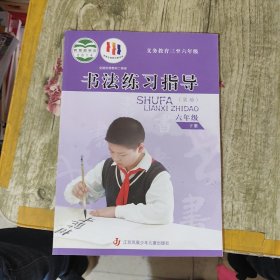 义务教育三至六年级
书法练习指导
SHUFA
（实验）
LIANXI ZHIDAO
六年级
下册
江苏凤凰少年儿童出版社